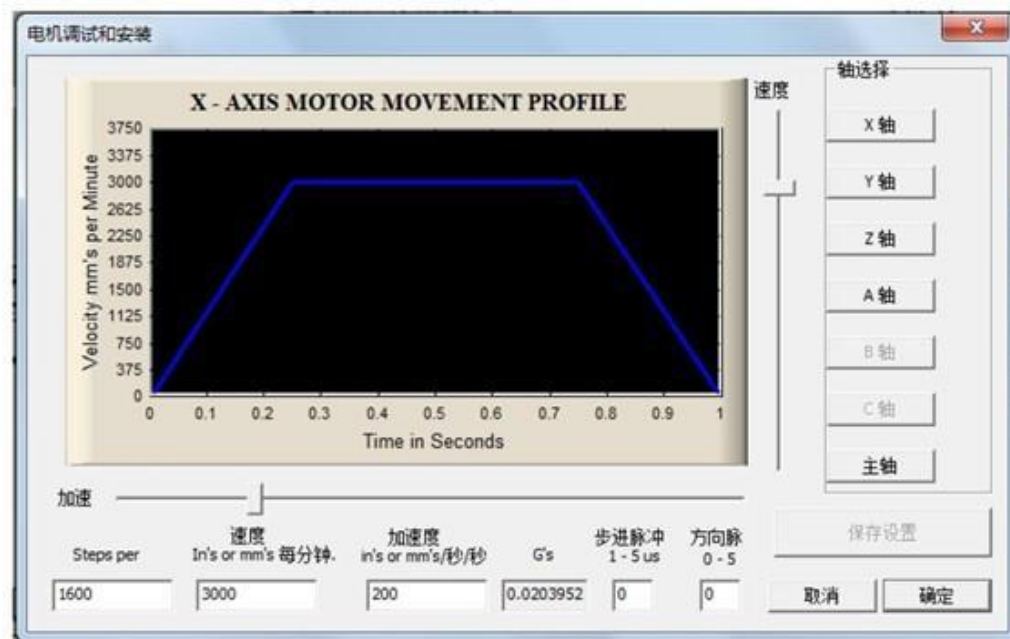 电机调试和安装
X - AXIS MOTOR MOVEMENT PROFILE
Velocity mm's per Minute
3750
3375
3000
2625
2250
1875
1500
1125
750
375
0
0 0.1 0.2 0.3 0.4 0.5 0.6 0.7 0.8 0.9 1
Time in Seconds
速度
轴选择
X 轴
Y 轴
Z 轴
A 轴
B 轴
C 轴
主轴
加速
Steps per
速度
In's or mm's 每分钟.
加速度
in's or mm's/秒/秒
G's
步进脉冲
1 - 5 us
方向脉
0 - 5
保存设置
1600 3000 200 0.0203952 0 0
取消 确定